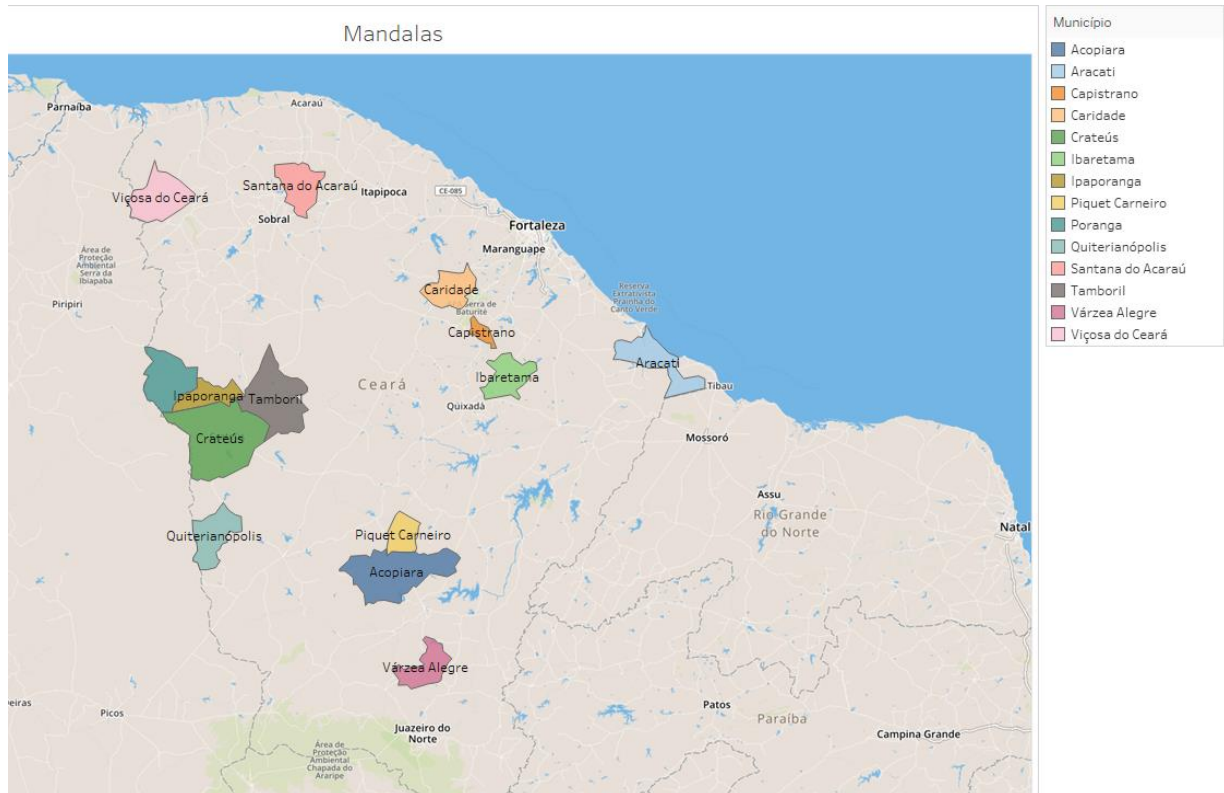 Mandalas
Município
Acopiara
Aracati
Capistrano
Caridade
Crateús
Ibaretama
Ipaporanga
Piquet Carneiro
Poranga
Quiterianópolis
Santana do Acaraú
Tamboril
Várzea Alegre
Viçosa do Ceará
Parnaíba
Acaraú
Santana do Acaraú
Itapipoca
CE-085
Viçosa do Ceará
Sobral
Fortaleza
Maranguape
Área de
Proteção
Ambiental
Serra da
Ibiapaba
Piripiri
Caridade
Serra de
Baturité
Reserva
Extrativista
Prainha do
Canto Verde
Capistrano
Aracati
Ibaretama
Ceará
Tibau
Ipaporanga
Tamboril
Quixadá
Crateús
Mossoró
Assu
Rio Grande
do Norte
Natal
Quiterianópolis
Piquet Carneiro
Acopiara
Várzea Alegre
eiras
Picos
Patos
Paraíba
Juazeiro do
Norte
Campina Grande
Área de
Proteção
Ambiental
Chapada do
Araripe